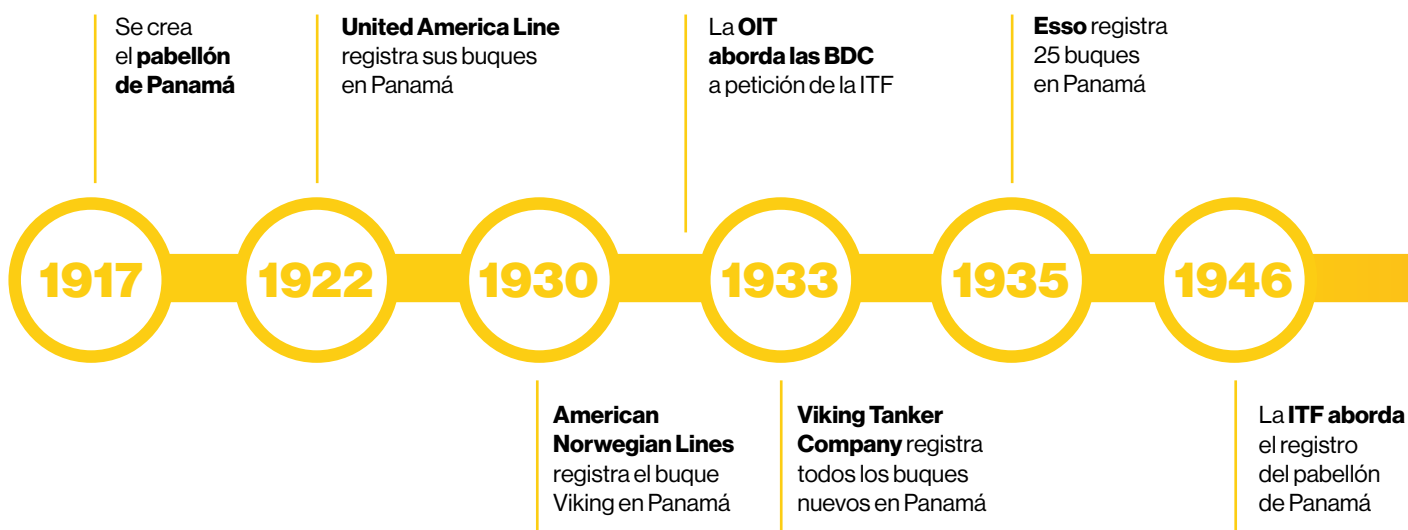 Se crea
el pabellón
de Panamá
United America Line
registra sus buques
en Panamá
La OIT
aborda las BDC
a petición de la ITF
Esso registra
25 buques
en Panamá
1917
1922
1930
1933
1935
1946
American
Norwegian Lines
registra el buque
Viking en Panamá
Viking Tanker
Company registra
todos los buques
nuevos en Panamá
La ITF aborda
el registro
del pabellón
de Panamá